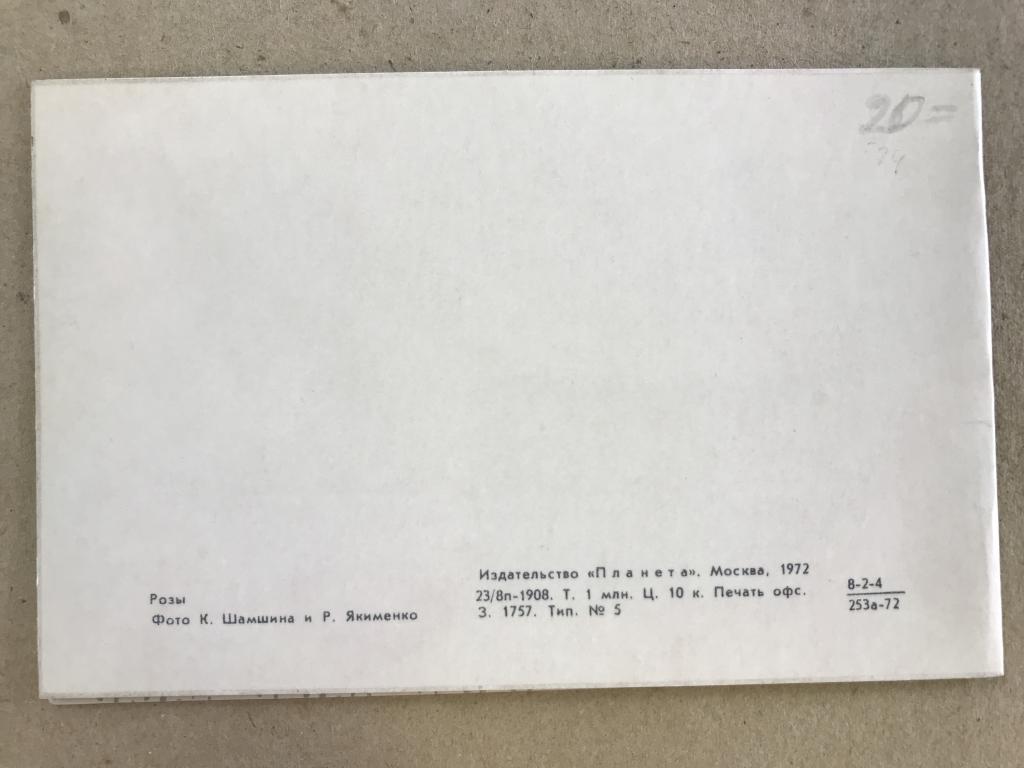 20=
Розы
Фото К. Шамшина и Р. Якименко
Издательство «Планета». Москва, 1972
23/8п-1908. Т. 1 млн. Ц. 10 к. Печать офс.
З. 1757. Тип. № 5
8-2-4
253а-72